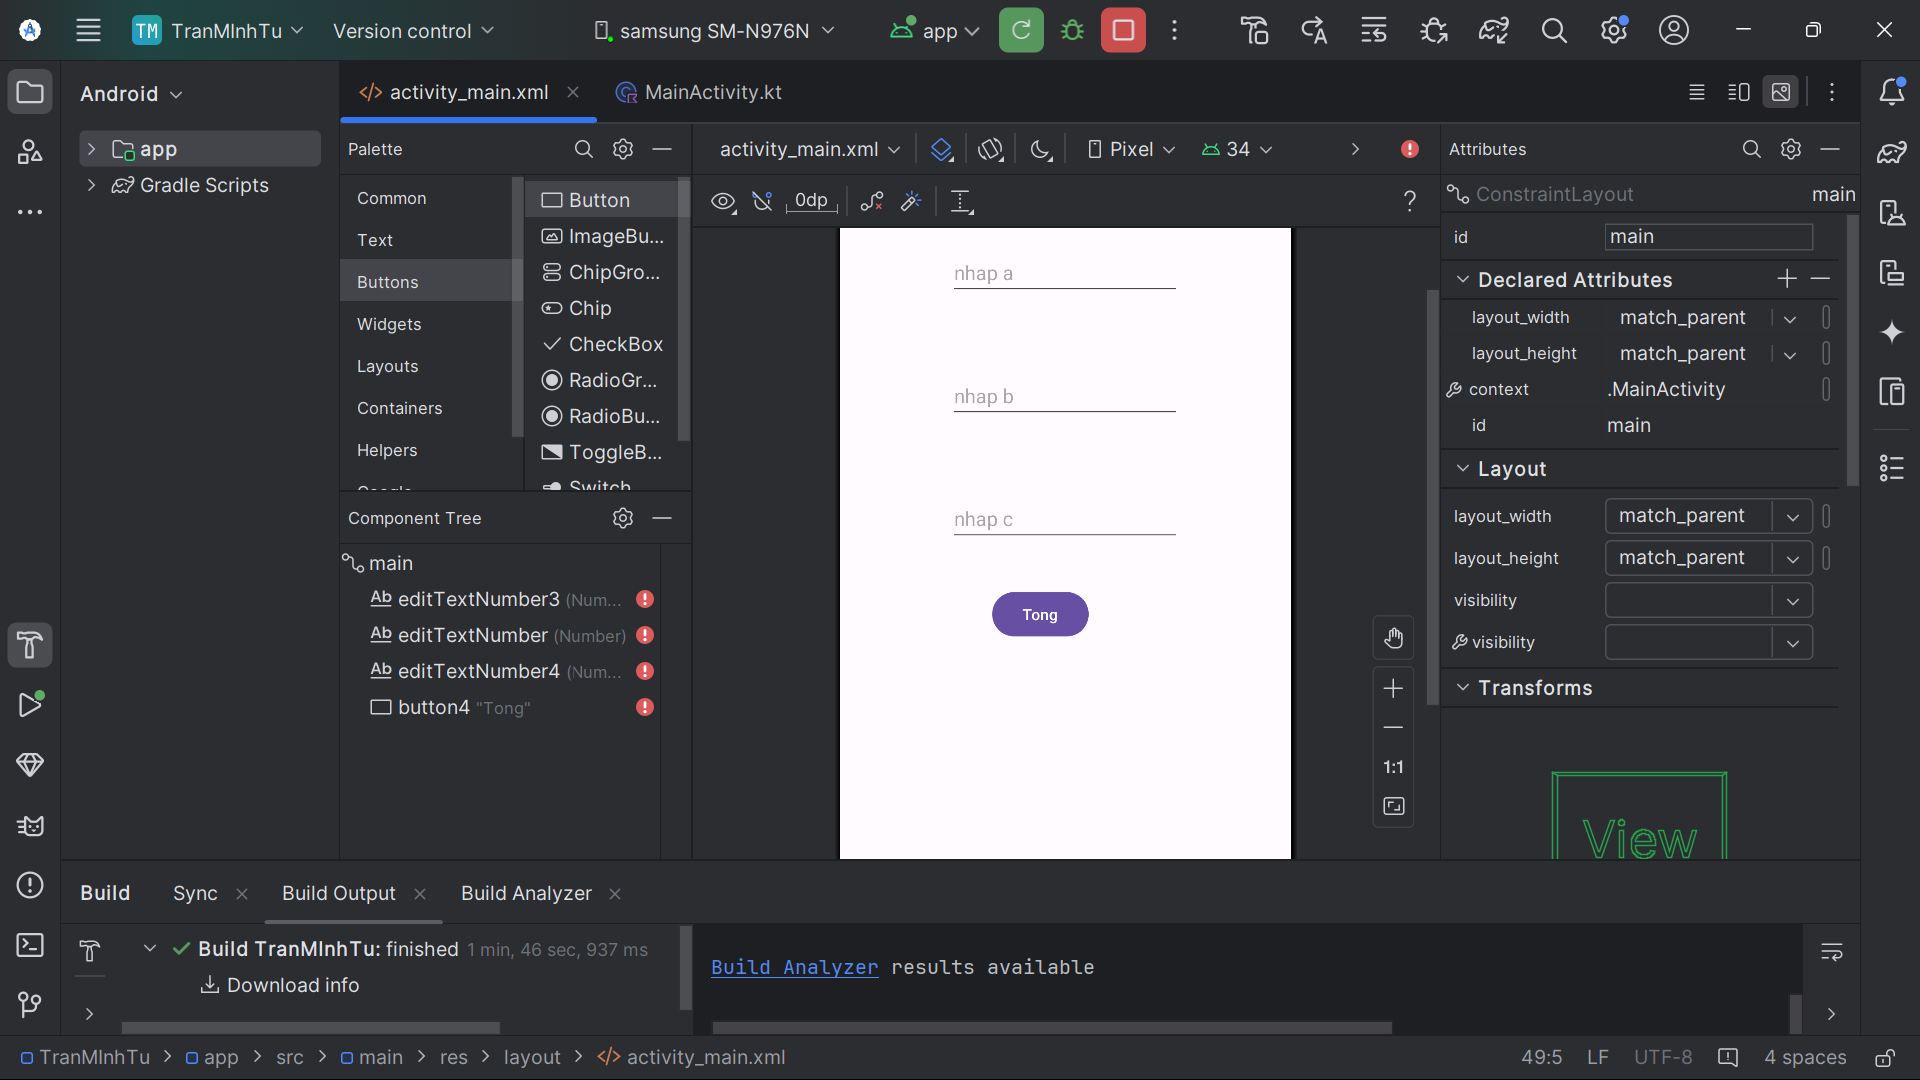 TM TranMInhTu Version control samsung SM-N976N app
Android
app
Gradle Scripts
activity_main.xml
MainActivity.kt
Palette
Common
Text
Buttons
Widgets
Layouts
Containers
Helpers
Google
Button
ImageBu...
ChipGro...
Chip
CheckBox
RadioGr...
RadioBu...
ToggleB...
Switch
Component Tree
main
Ab editTextNumber3 (Num...
Ab editTextNumber (Number)
Ab editTextNumber4 (Num...
button4 "Tong"
activity_main.xml Pixel 34
0dp ?
nhap a
nhap b
nhap c
Tong
1:1
Attributes
ConstraintLayout main
id main
Declared Attributes
layout_width match_parent
layout_height match_parent
context .MainActivity
id main
Layout
layout_width match_parent
layout_height match_parent
visibility
visibility
Transforms
View
Build Sync Build Output Build Analyzer
Build TranMInhTu: finished 1 min, 46 sec, 937 ms
Download info
Build Analyzer results available
TranMInhTu > app > src > main > res > layout > activity_main.xml
49:5 LF UTF-8 4 spaces